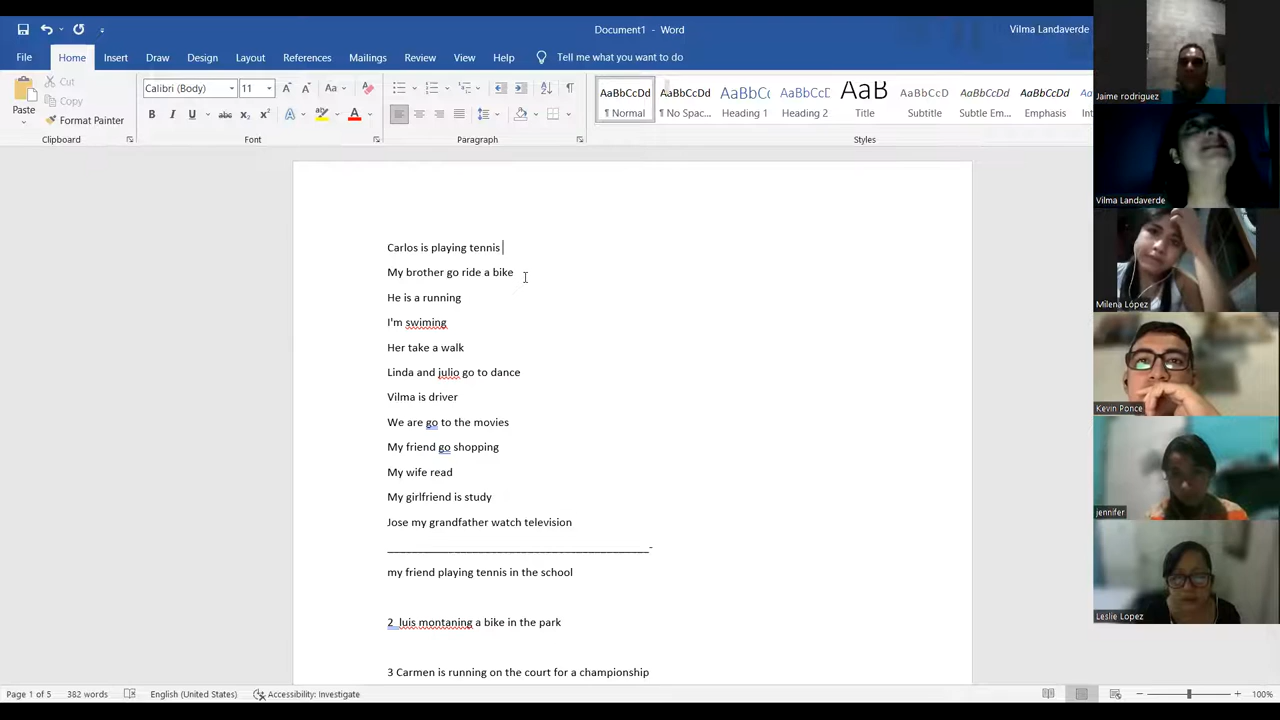 Document1 - Word
Vilma Landaverde
File Home Insert Draw Design Layout References Mailings Review View Help Tell me what you want to do
Paste
Cut
Copy
Format Painter
Clipboard
Calibri (Body) 11
Font
Paragraph
AaBbCcDd AaBbCcDd AaBbCc AaBbCcC AaB AaBbCcD AaBbCcDd AaBbCcDd
¶ Normal ¶ No Spac... Heading 1 Heading 2 Title Subtitle Subtle Em... Emphasis
Styles
Carlos is playing tennis
My brother go ride a bike
He is a running
I'm swiming
Her take a walk
Linda and julio go to dance
Vilma is driver
We are go to the movies
My friend go shopping
My wife read
My girlfriend is study
Jose my grandfather watch television
my friend playing tennis in the school
2 luis montaning a bike in the park
3 Carmen is running on the court for a championship
Page 1 of 5 382 words English (United States) Accessibility: Investigate 100%
Jaime rodriguez
Vilma Landaverde
Milena López
Kevin Ponce
jennifer
Leslie Lopez